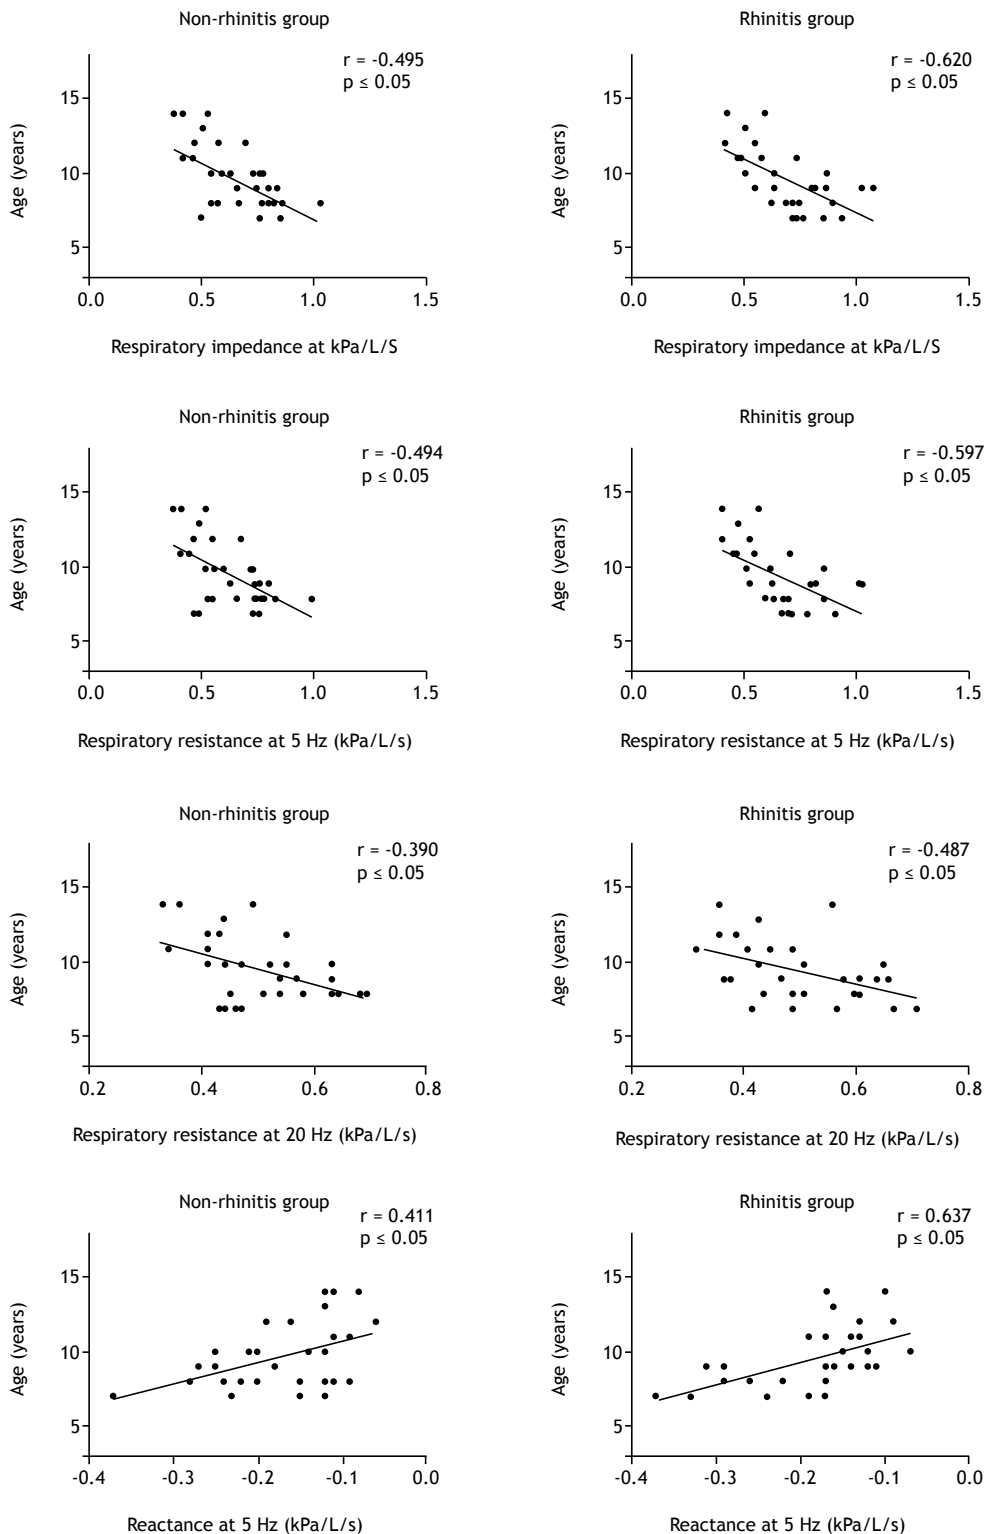 Non-rhinitis group
r = -0.495
p ≤ 0.05
15
10
5
Age (years)
0.0 0.5 1.0 1.5
Respiratory impedance at kPa/L/S
Rhinitis group
r = -0.620
p ≤ 0.05
15
10
5
Age (years)
0.0 0.5 1.0 1.5
Respiratory impedance at kPa/L/S
Non-rhinitis group
r = -0.494
p ≤ 0.05
15
10
5
Age (years)
0.0 0.5 1.0 1.5
Respiratory resistance at 5 Hz (kPa/L/s)
Rhinitis group
r = -0.597
p ≤ 0.05
15
10
5
Age (years)
0.0 0.5 1.0 1.5
Respiratory resistance at 5 Hz (kPa/L/s)
Non-rhinitis group
r = -0.390
p ≤ 0.05
15
10
5
Age (years)
0.2 0.4 0.6 0.8
Respiratory resistance at 20 Hz (kPa/L/s)
Rhinitis group
r = -0.487
p ≤ 0.05
15
10
5
Age (years)
0.2 0.4 0.6 0.8
Respiratory resistance at 20 Hz (kPa/L/s)
Non-rhinitis group
r = 0.411
p ≤ 0.05
15
10
5
Age (years)
-0.4 -0.3 -0.2 -0.1 0.0
Reactance at 5 Hz (kPa/L/s)
Rhinitis group
r = 0.637
p ≤ 0.05
15
10
5
Age (years)
-0.4 -0.3 -0.2 -0.1 0.0
Reactance at 5 Hz (kPa/L/s)